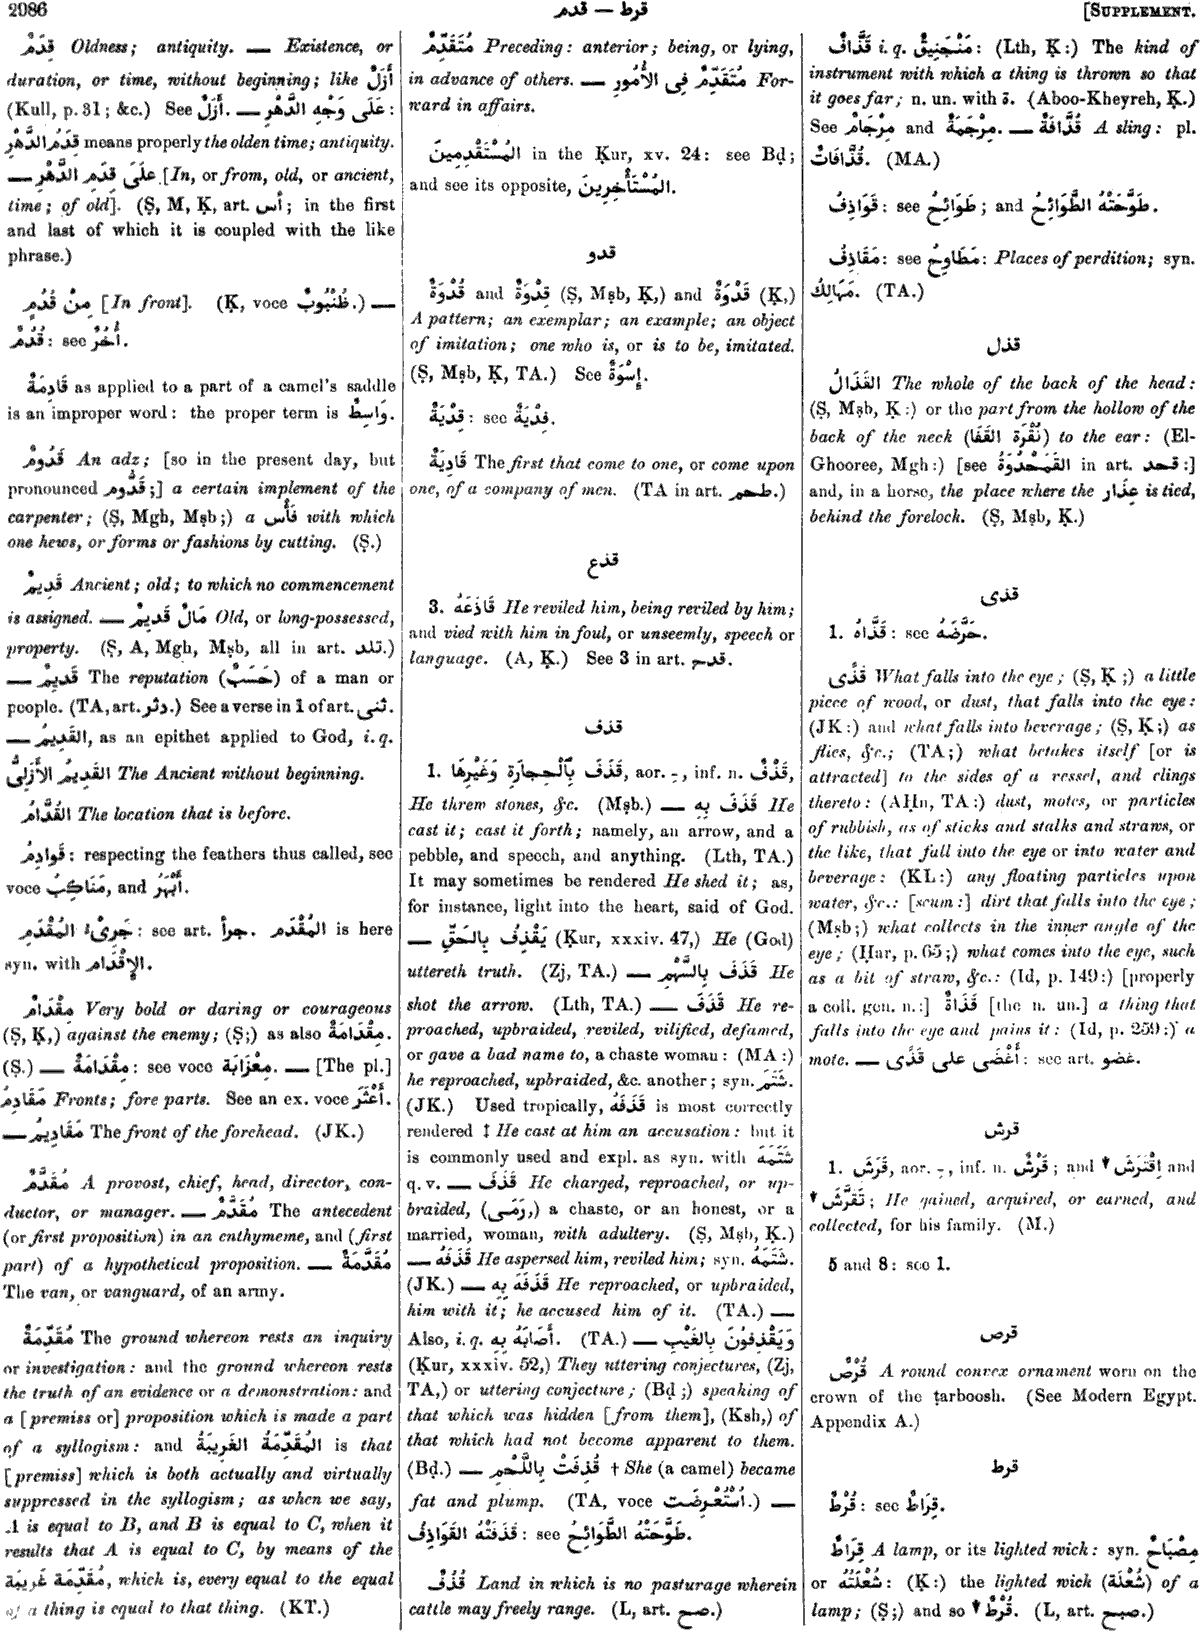 2986
قرط — قدم
[SUPPLEMENT.
قِدَمٌ Oldness; antiquity. — Existence, or
duration, or time, without beginning; like أَزَلٌ
(Kull, p. 31; &c.) See أَزَلٌ. — عَلَى وَجْهِ الدَّهْرِ:
قِدَمُ الدَّهْرِ means properly the olden time; antiquity.
— عَلَى قِدَمِ الدَّهْرِ [In, or from, old, or ancient,
time; of old]. (Ṣ, M, Ḳ, art. أس; in the first
and last of which it is coupled with the like
phrase.)
مِنْ قُدُمٍ [In front]. (Ḳ, voce ظُنْبُوبٌ.) —
قُدُمٌ: see أُخُرٌ.
قَادِمَةٌ as applied to a part of a camel's saddle
is an improper word: the proper term is وَاسِطٌ.
قَدُومٌ An adz; [so in the present day, but
pronounced قَدُّوم;] a certain implement of the
carpenter; (Ṣ, Mgh, Mṣb;) a فَأْس with which
one hews, or forms or fashions by cutting. (Ṣ.)
قَدِيمٌ Ancient; old; to which no commencement
is assigned. — مَالٌ قَدِيمٌ Old, or long-possessed,
property. (Ṣ, A, Mgh, Mṣb, all in art. تلد.)
— قَدِيمٌ The reputation (حَسَبٌ) of a man or
people. (TA, art. دثر.) See a verse in 1 of art. ثنى.
— القَدِيمُ, as an epithet applied to God, i. q.
القَدِيمُ الأَزَلِىُّ The Ancient without beginning.
القُدَّامُ The location that is before.
قَوادِمُ: respecting the feathers thus called, see
voce مَنَاكِبُ, and أَبْهَرُ.
جَرِىْءُ المُقْدَمِ: see art. جرأ. المُقْدَم is here
syn. with الإِقْدَام.
مِقْدَامٌ Very bold or daring or courageous
(Ṣ, Ḳ,) against the enemy; (Ṣ;) as also مِقْدَامَةٌ.
(Ṣ.) — مِقْدَامَةٌ: see voce مِعْزَابَة. — [The pl.]
مَقَادِمُ Fronts; fore parts. See an ex. voce أَعْثَرَ.
— مَقَادِيمُ The front of the forehead. (JK.)
مُقَدَّمٌ A provost, chief, head, director, con-
ductor, or manager. — مُقَدَّمٌ The antecedent
(or first proposition) in an enthymeme, and (first
part) of a hypothetical proposition. — مُقَدَّمَةٌ
The van, or vanguard, of an army.
مُقَدِّمَةٌ The ground whereon rests an inquiry
or investigation: and the ground whereon rests
the truth of an evidence or a demonstration: and
a [premiss or] proposition which is made a part
of a syllogism: and المُقَدِّمَةُ الغَرِيبَةُ is that
[premiss] which is both actually and virtually
suppressed in the syllogism; as when we say,
A is equal to B, and B is equal to C, when it
results that A is equal to C, by means of the
مُقَدِّمَة غَرِيبَة, which is, every equal to the equal
of a thing is equal to that thing. (KT.)
مُتَقَدِّمٌ Preceding: anterior; being, or lying,
in advance of others. — مُتَقَدِّمٌ فِى الأُمُورِ For-
ward in affairs.
المُسْتَقْدِمِينَ in the Ḳur, xv. 24: see Bḍ;
and see its opposite, المُسْتَأْخِرِينَ.
قدو
قُدْوَةٌ and قِدْوَةٌ (Ṣ, Mṣb, Ḳ,) and قَدْوَةٌ (Ḳ,)
A pattern; an exemplar; an example; an object
of imitation; one who is, or is to be, imitated.
(Ṣ, Mṣb, Ḳ, TA.) See إِسْوَةٌ.
قِدْيَةٌ: see فِدْيَةٌ.
قَادِيَةٌ The first that come to one, or come upon
one, of a company of men. (TA in art. طحم.)
قذع
3. قَاذَعَهُ He reviled him, being reviled by him;
and vied with him in foul, or unseemly, speech or
language. (A, Ḳ.) See 3 in art. قدح.
قذف
1. قَذَفَ بِٱلْحِجارَةِ وَغَيْرِهَا, aor. ـِ, inf. n. قَذْفٌ,
He threw stones, &c. (Mṣb.) — قَذَفَ بِهِ He
cast it; cast it forth; namely, an arrow, and a
pebble, and speech, and anything. (Lth, TA.)
It may sometimes be rendered He shed it; as,
for instance, light into the heart, said of God.
— يَقْذِفُ بِالحَقِّ (Ḳur, xxxiv. 47,) He (God)
uttereth truth. (Zj, TA.) — قَذَفَ بِالسَّهْمِ He
shot the arrow. (Lth, TA.) — قَذَفَ He re-
proached, upbraided, reviled, vilified, defamed,
or gave a bad name to, a chaste woman: (MA:)
he reproached, upbraided, &c. another; syn. شَتَمَ.
(JK.) Used tropically, قَذَفَهُ is most correctly
rendered ‡ He cast at him an accusation: but it
is commonly used and expl. as syn. with شَتَمَهُ
q. v. — قَذَفَ He charged, reproached, or up-
braided, (رَمَى,) a chaste, or an honest, or a
married, woman, with adultery. (Ṣ, Mṣb, Ḳ.)
— قَذَفَهُ He aspersed him, reviled him; syn. شَتَمَهُ.
(JK.) — قَذَفَهُ بِهِ He reproached, or upbraided,
him with it; he accused him of it. (TA.) —
Also, i. q. أَصَابَهُ بِهِ. (TA.) — وَيَقْذِفُونَ بِالغَيْبِ
(Ḳur, xxxiv. 52,) They uttering conjectures, (Zj,
TA,) or uttering conjecture; (Bḍ;) speaking of
that which was hidden [from them], (Ksh,) of
that which had not become apparent to them.
(Bḍ.) — قُذِفَتْ بِاللَّحْمِ † She (a camel) became
fat and plump. (TA, voce اُسْتُعْرِضَت.) —
قَذَفَتْهُ القَوَاذِفُ: see طَوَّحَتْهُ الطَّوَائِحُ.
قُذُفٌ Land in which is no pasturage wherein
cattle may freely range. (L, art. صبح.)
قَذَّافٌ i. q. مَنْجَنِيقٌ: (Lth, Ḳ:) The kind of
instrument with which a thing is thrown so that
it goes far; n. un. with ة. (Aboo-Kheyreh, Ḳ.)
See مِرْجَامٌ and مِرْجَمَةٌ. — قَذَّافَةٌ A sling: pl.
قَذَّافَاتٌ. (MA.)
قَوَاذِفُ: see طَوَائِحُ; and طَوَّحَتْهُ الطَّوَائِحُ.
مَقَاذِفُ: see مَطَاوِحُ: Places of perdition; syn.
مَهَالِكُ. (TA.)
قذل
القَذَالُ The whole of the back of the head:
(Ṣ, Mṣb, Ḳ:) or the part from the hollow of the
back of the neck (نُقْرَة القَفَا) to the ear: (El-
Ghooree, Mgh:) [see القَمَحْدُوَةُ in art. قحد:]
and, in a horse, the place where the عِذَار is tied,
behind the forelock. (Ṣ, Mṣb, Ḳ.)
قذى
1. قَذَّاهُ: see حَرَّضَهُ.
قَذًى What falls into the eye; (Ṣ, Ḳ;) a little
piece of wood, or dust, that falls into the eye:
(JK:) and what falls into beverage; (Ṣ, Ḳ;) as
flies, &c.; (TA;) what betakes itself [or is
attracted] to the sides of a vessel, and clings
thereto: (AḤn, TA:) dust, motes, or particles
of rubbish, as of sticks and stalks and straws, or
the like, that fall into the eye or into water and
beverage: (KL:) any floating particles upon
water, &c.: [scum:] dirt that falls into the eye;
(Mṣb;) what collects in the inner angle of the
eye; (Ḥar, p. 65;) what comes into the eye, such
as a bit of straw, &c.: (Id, p. 149:) [properly
a coll. gen. n.:] قَذَاةٌ [the n. un.] a thing that
falls into the eye and pains it: (Id, p. 259:) a
mote. — أَغْضَى على قَذًى: see art. غضو.
قرش
1. قَرَشَ, aor. ـِ, inf. n. قَرْشٌ; and اِقْتَرَشَ and
تَقَرَّشَ; He gained, acquired, or earned, and
collected, for his family. (M.)
5 and 8: see 1.
قرص
قُرْصٌ A round convex ornament worn on the
crown of the ṭarboosh. (See Modern Egypt.
Appendix A.)
قرط
قُرْطٌ: see قِرَاطٌ.
قِرَاطٌ A lamp, or its lighted wick: syn. مِصْبَاحٌ
or شُعْلَتُهُ: (Ḳ:) the lighted wick (شُعْلَة) of a
lamp; (Ṣ;) and so قُرْطٌ. (L, art. صبح.)